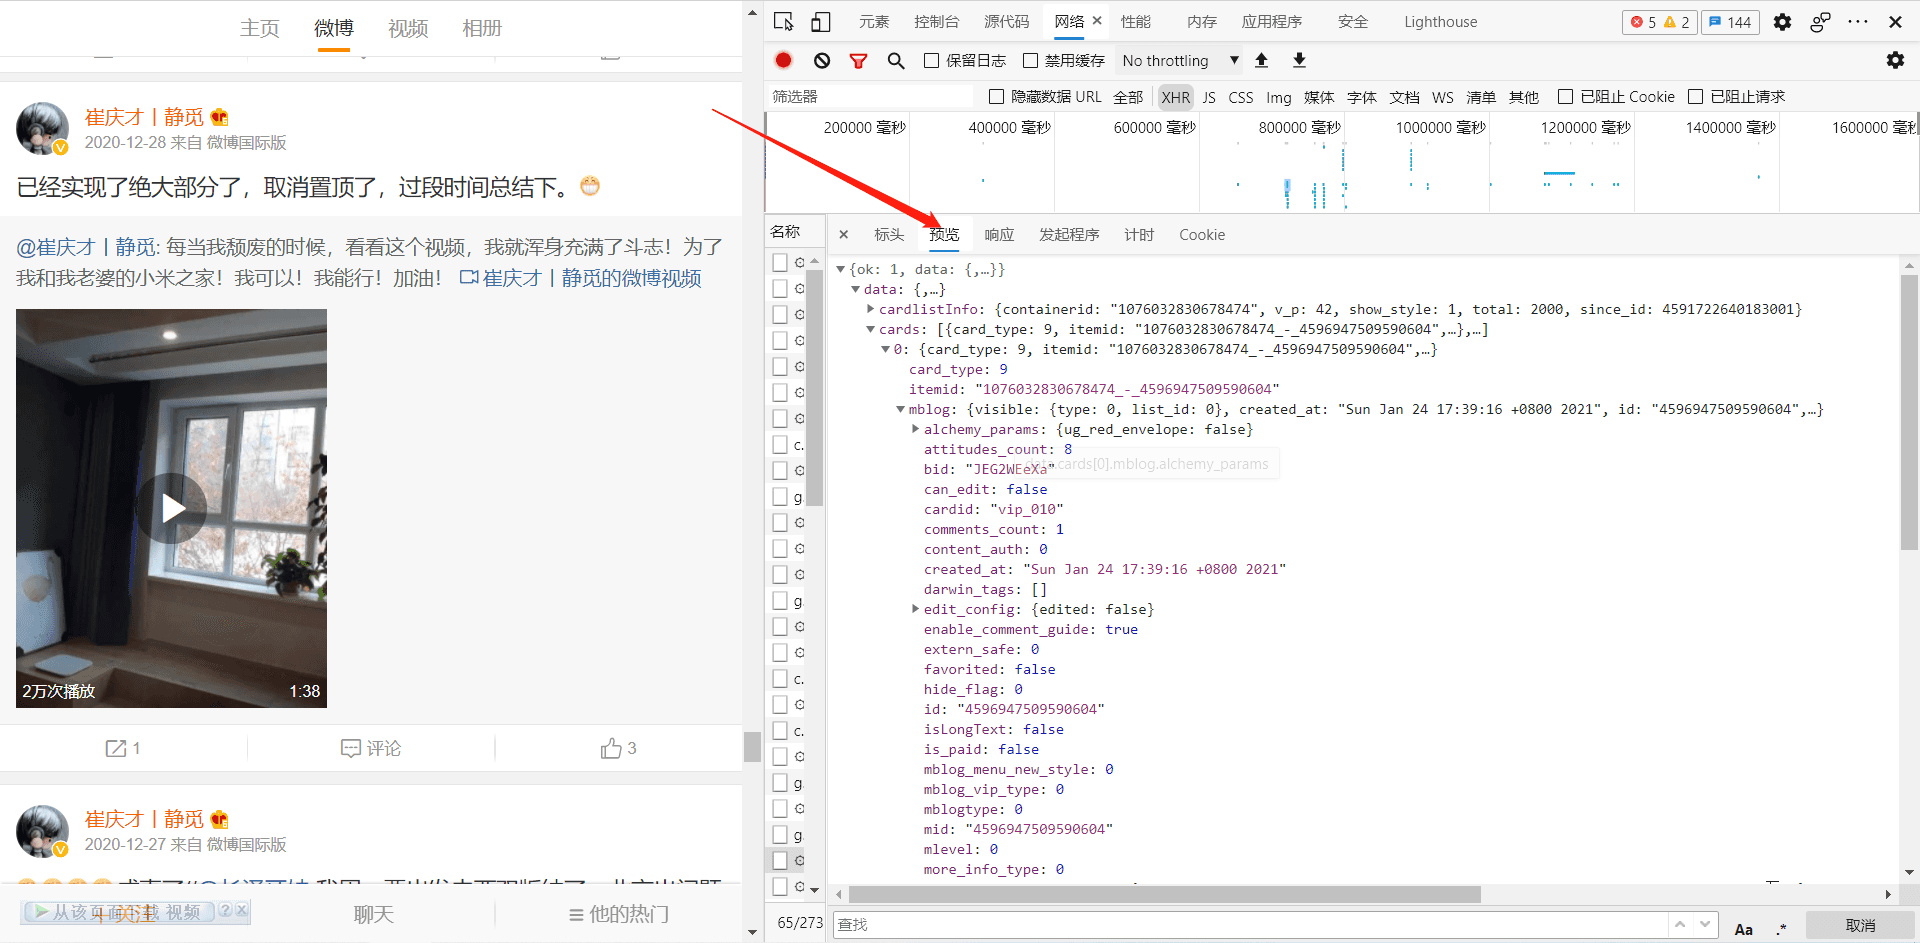 主页 微博 视频 相册
崔庆才丨静觅
2020-12-28 来自 微博国际版
已经实现了绝大部分了，取消置顶了，过段时间总结下。
@崔庆才丨静觅: 每当我颓废的时候，看看这个视频，我就浑身充满了斗志！为了
我和我老婆的小米之家！我可以！我能行！加油！ 崔庆才丨静觅的微博视频
2万次播放 1:38
1 评论 3
崔庆才丨静觅
2020-12-27 来自 微博国际版
从该页面下载 视频 ?
聊天 他的热门
元素 控制台 源代码 网络 性能 内存 应用程序 安全 Lighthouse 5 2 144
保留日志 禁用缓存 No throttling
筛选器 隐藏数据 URL 全部 XHR JS CSS Img 媒体 字体 文档 WS 清单 其他 已阻止 Cookie 已阻止请求
200000 毫秒 400000 毫秒 600000 毫秒 800000 毫秒 1000000 毫秒 1200000 毫秒 1400000 毫秒 1600000 毫秒
名称 标头 预览 响应 发起程序 计时 Cookie
c.
g.
g.
c.
c.
g.
g.
65/273
{ok: 1, data: {,…}}
data: {,…}
cardlistInfo: {containerid: "1076032830678474", v_p: 42, show_style: 1, total: 2000, since_id: 4591722640183001}
cards: [{card_type: 9, itemid: "1076032830678474_-_4596947509590604",…},…]
0: {card_type: 9, itemid: "1076032830678474_-_4596947509590604",…}
card_type: 9
itemid: "1076032830678474_-_4596947509590604"
mblog: {visible: {type: 0, list_id: 0}, created_at: "Sun Jan 24 17:39:16 +0800 2021", id: "4596947509590604",…}
alchemy_params: {ug_red_envelope: false}
attitudes_count: 8
bid: "JEG2WEeXa"
data.cards[0].mblog.alchemy_params
can_edit: false
cardid: "vip_010"
comments_count: 1
content_auth: 0
created_at: "Sun Jan 24 17:39:16 +0800 2021"
darwin_tags: []
edit_config: {edited: false}
enable_comment_guide: true
extern_safe: 0
favorited: false
hide_flag: 0
id: "4596947509590604"
isLongText: false
is_paid: false
mblog_menu_new_style: 0
mblog_vip_type: 0
mblogtype: 0
mid: "4596947509590604"
mlevel: 0
more_info_type: 0
查找 Aa .* 取消